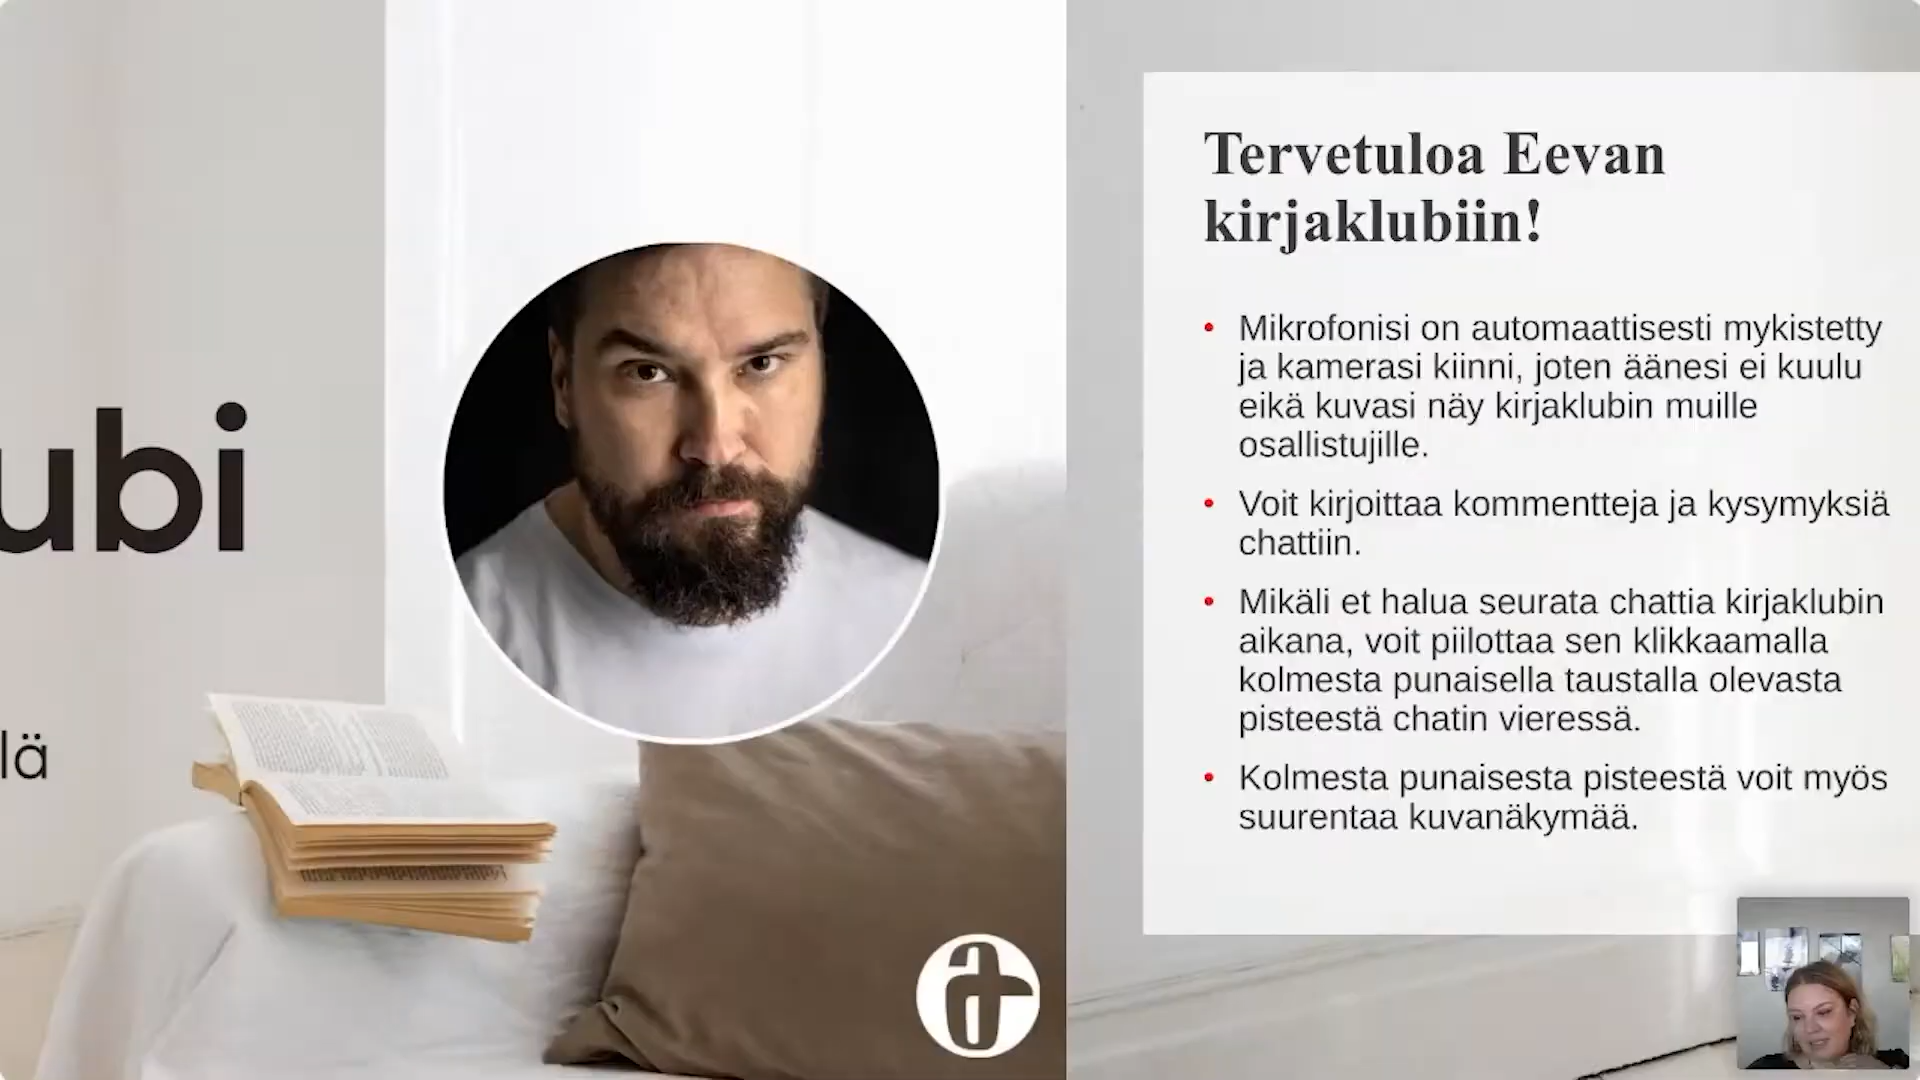 ubi
lä
Tervetuloa Eevan
kirjaklubiin!
Mikrofonisi on automaattisesti mykistetty
ja kamerasi kiinni, joten äänesi ei kuulu
eikä kuvasi näy kirjaklubin muille
osallistujille.
Voit kirjoittaa kommentteja ja kysymyksiä
chattiin.
Mikäli et halua seurata chattia kirjaklubin
aikana, voit piilottaa sen klikkaamalla
kolmesta punaisella taustalla olevasta
pisteestä chatin vieressä.
Kolmesta punaisesta pisteestä voit myös
suurentaa kuvanäkymää.